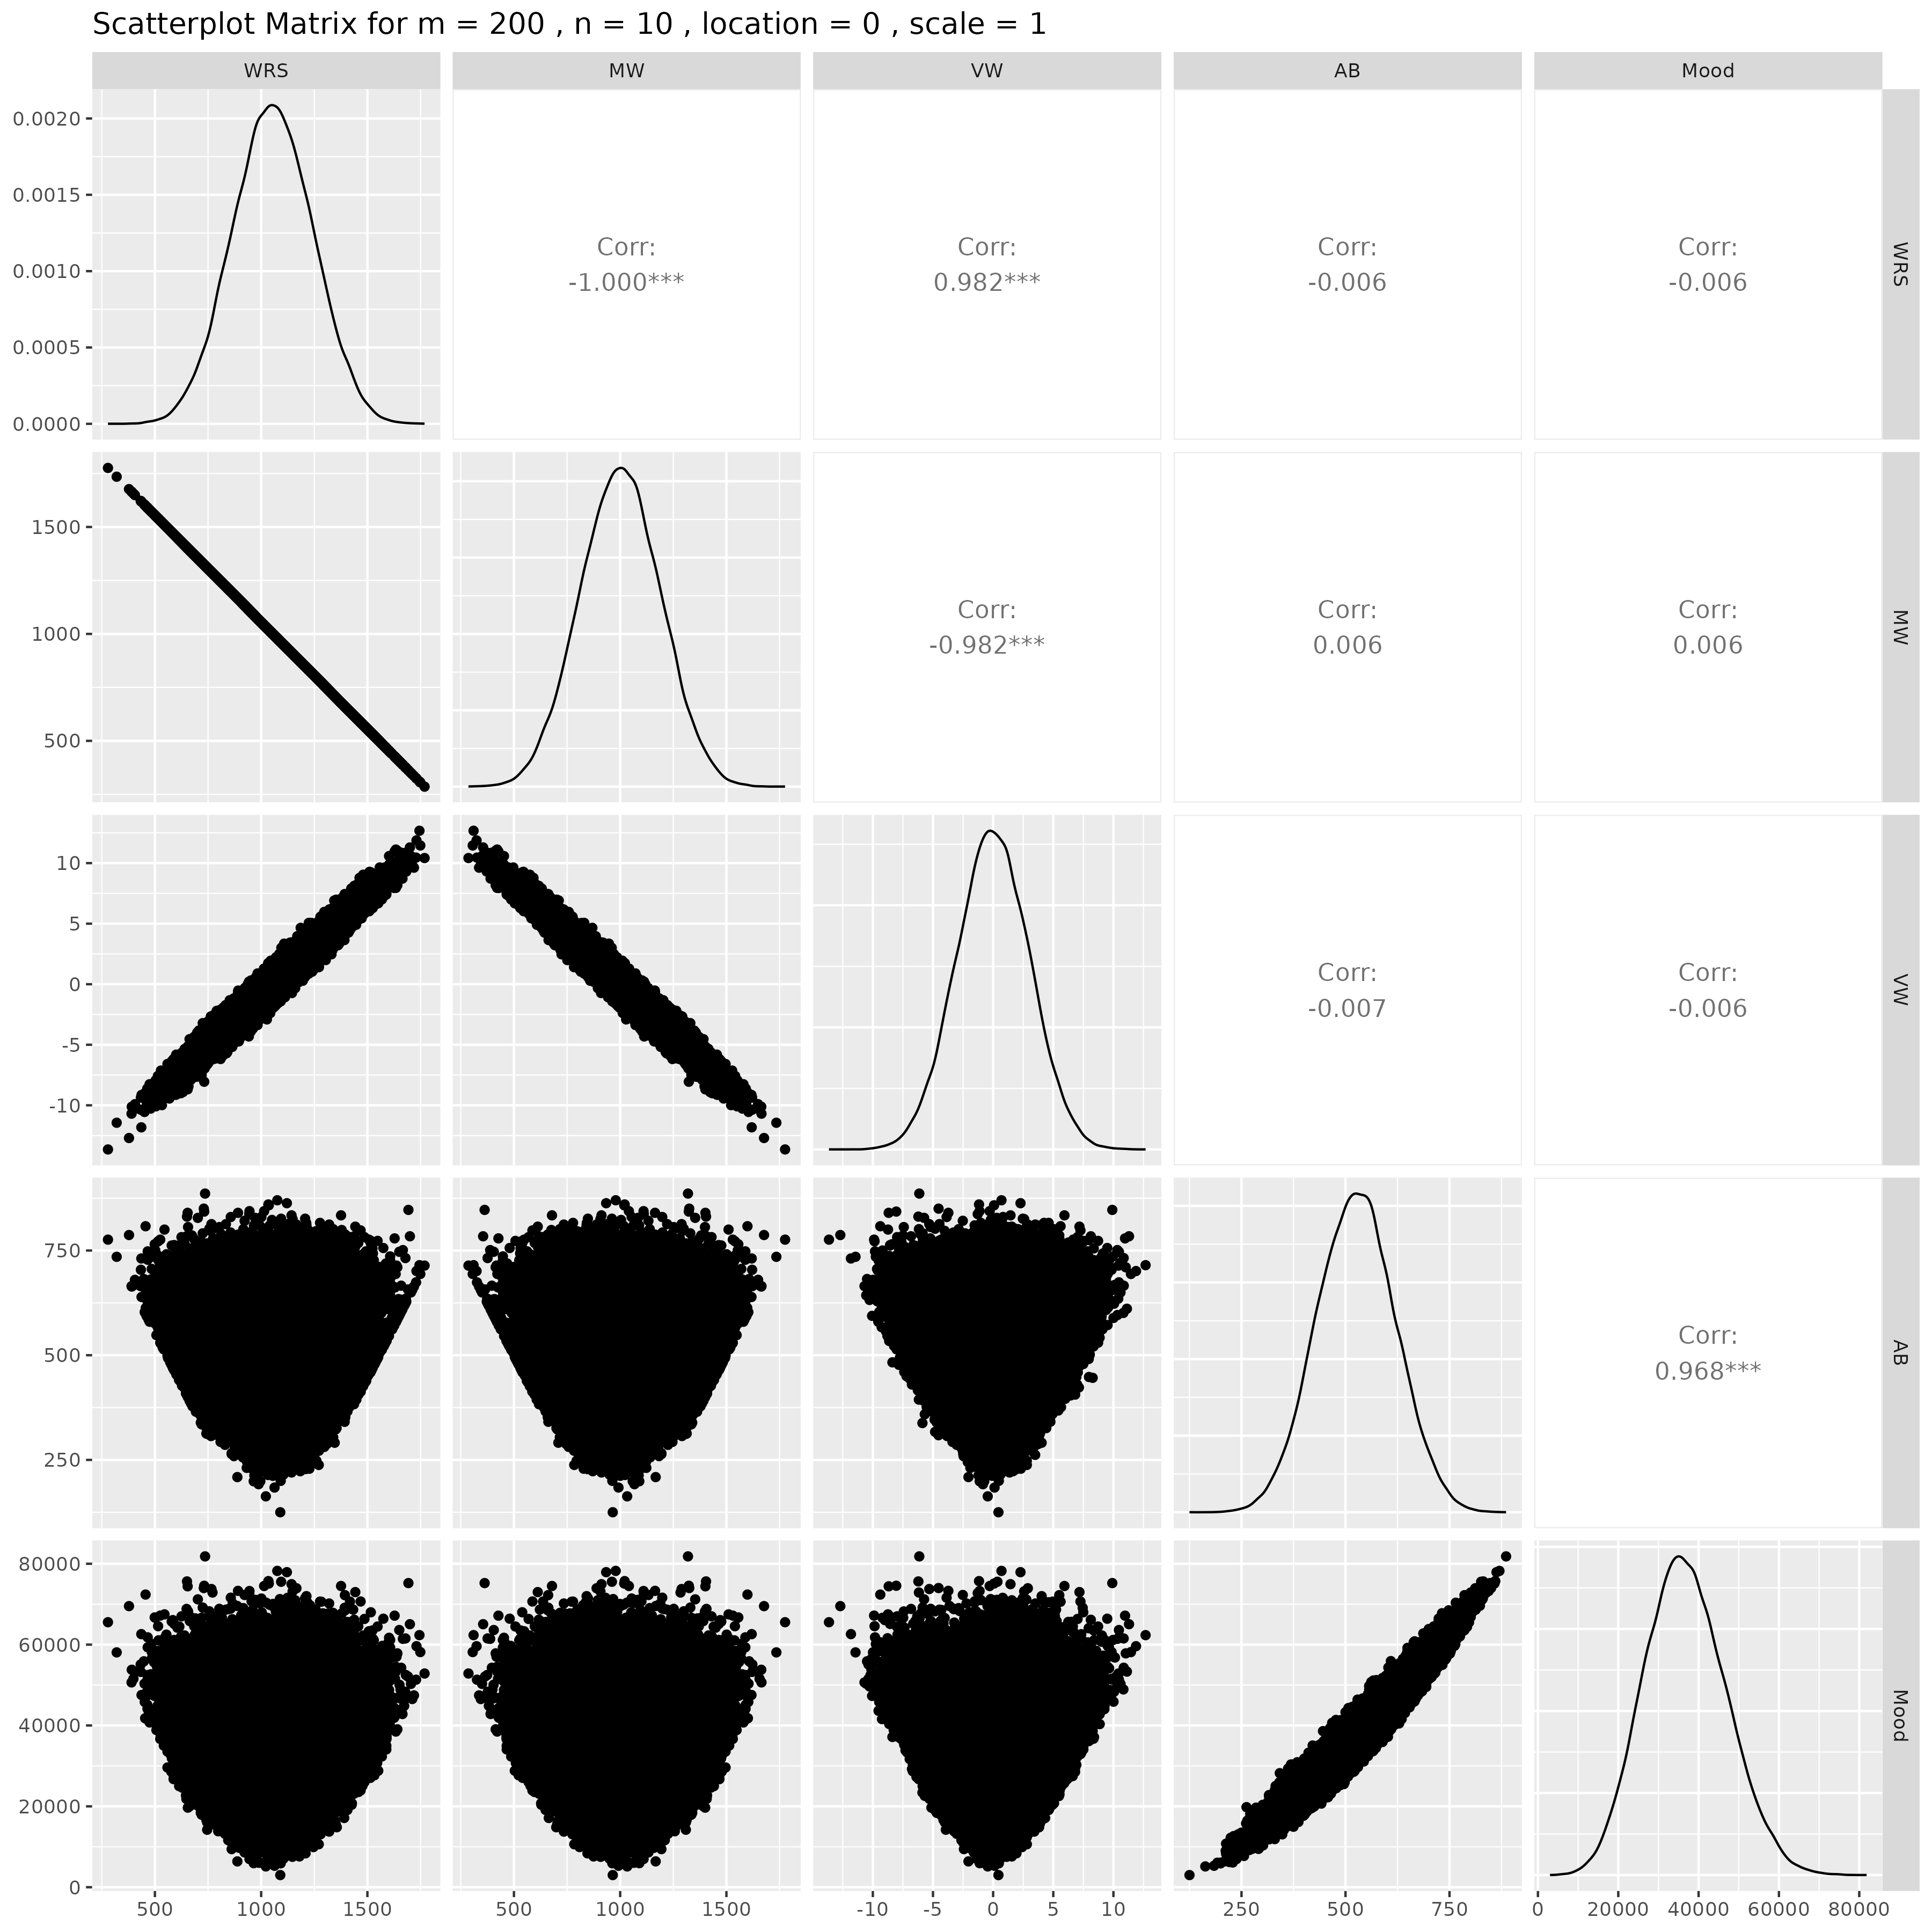 Scatterplot Matrix for m = 200 , n = 10 , location = 0 , scale = 1
WRS MW VW AB Mood
0.0020
0.0015
0.0010
0.0005
0.0000
Corr:
-1.000***
Corr:
0.982***
Corr:
-0.006
Corr:
-0.006
WRS
1500
1000
500
Corr:
-0.982***
Corr:
0.006
Corr:
0.006
MW
10
5
0
-5
-10
Corr:
-0.007
Corr:
-0.006
VW
750
500
250
Corr:
0.968***
AB
80000
60000
40000
20000
0
Mood
500 1000 1500 500 1000 1500 -10 -5 0 5 10 250 500 750 0 20000 40000 60000 80000